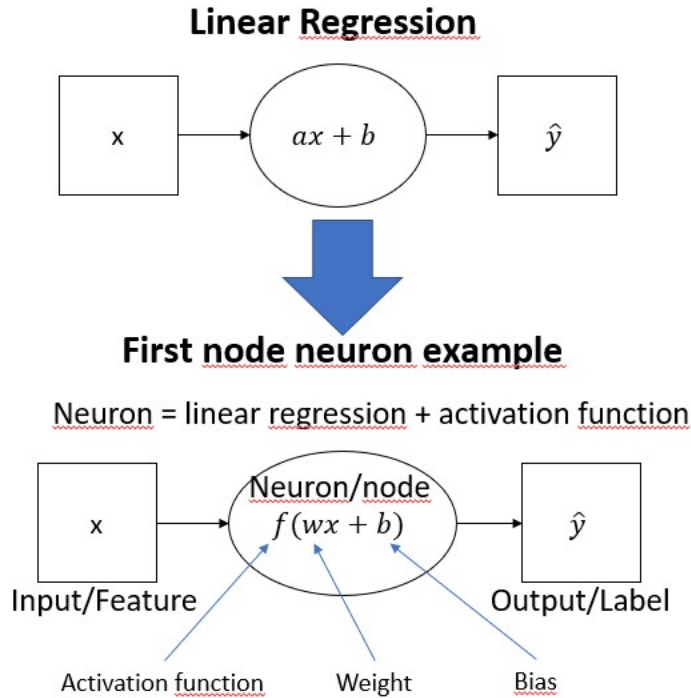 Linear Regression
x
ax + b
ŷ
First node neuron example
Neuron = linear regression + activation function
Neuron/node
x
f(wx + b)
ŷ
Input/Feature
Output/Label
Activation function
Weight
Bias